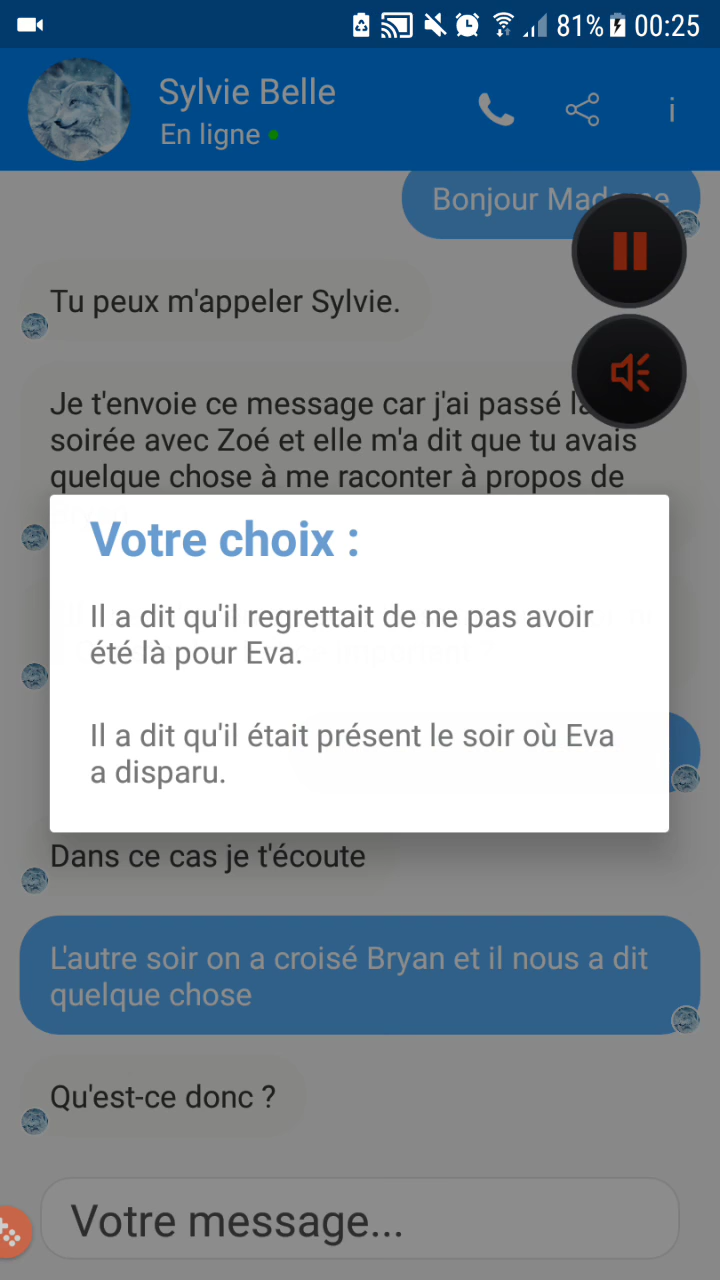 81% 00:25
Sylvie Belle
En ligne
Bonjour Madame
Tu peux m'appeler Sylvie.
Je t'envoie ce message car j'ai passé la
soirée avec Zoé et elle m'a dit que tu avais
quelque chose à me raconter à propos de
Votre choix :
Il a dit qu'il regrettait de ne pas avoir
été là pour Eva.
Il a dit qu'il était présent le soir où Eva
a disparu.
Dans ce cas je t'écoute
L'autre soir on a croisé Bryan et il nous a dit
quelque chose
Qu'est-ce donc ?
Votre message...